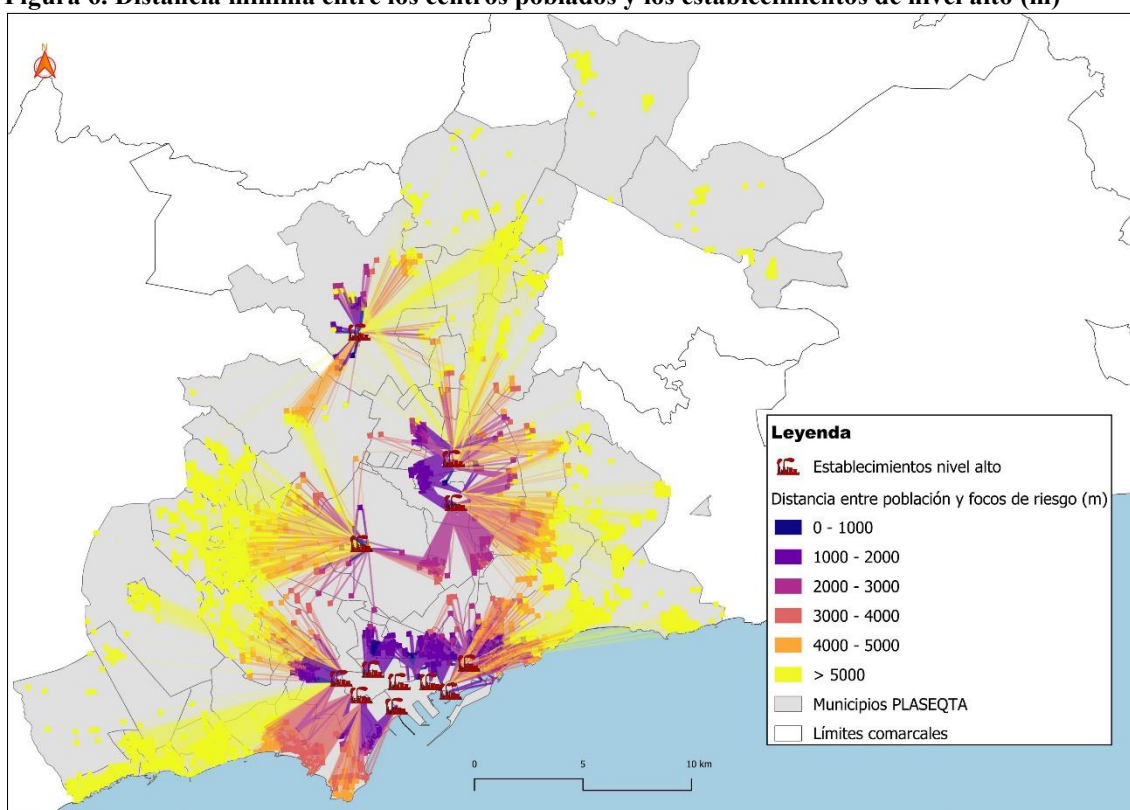 Figura 6. Distancia mínima entre los centros poblados y los establecimientos de nivel alto (m)
N
Leyenda
Establecimientos nivel alto
Distancia entre población y focos de riesgo (m)
0 - 1000
1000 - 2000
2000 - 3000
3000 - 4000
4000 - 5000
> 5000
Municipios PLASEQTA
Límites comarcales
0 5 10 km